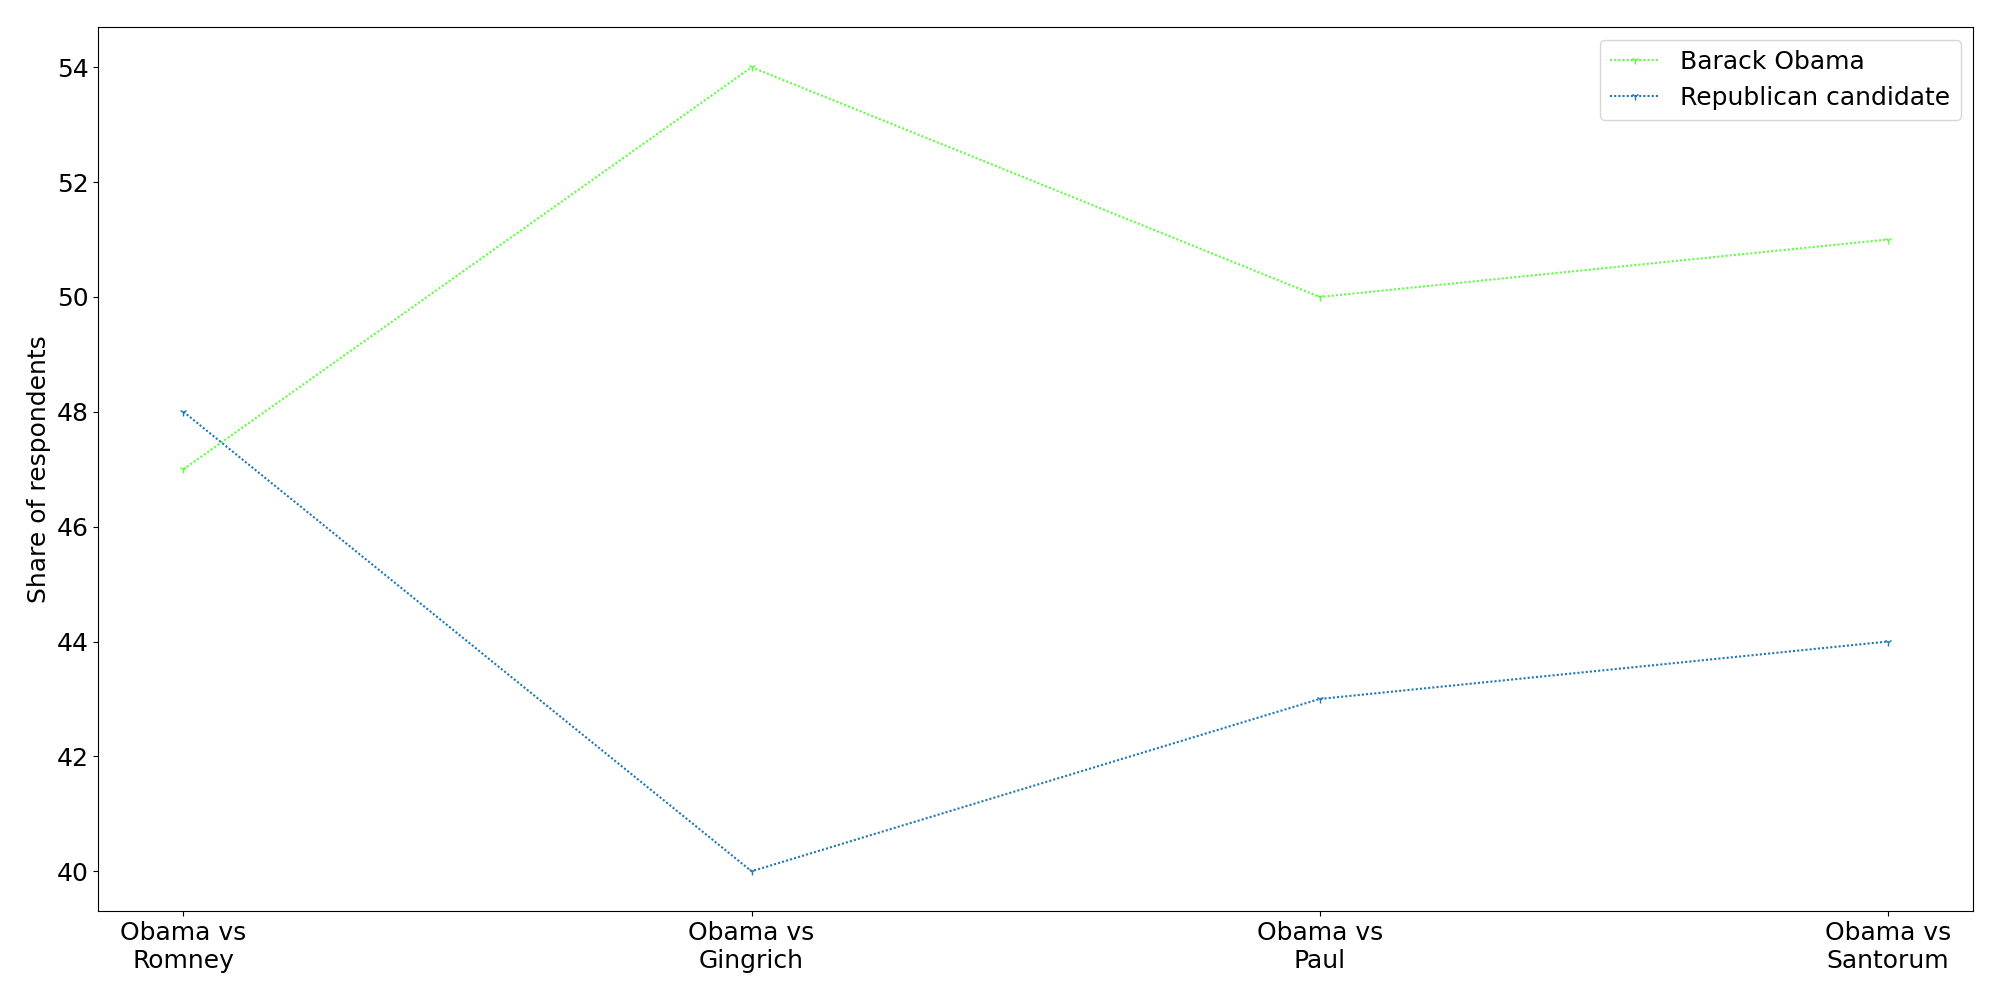 54
52
50
48
46
44
42
40
Share of respondents
Barack Obama
Republican candidate
Obama vs
Romney
Obama vs
Gingrich
Obama vs
Paul
Obama vs
Santorum